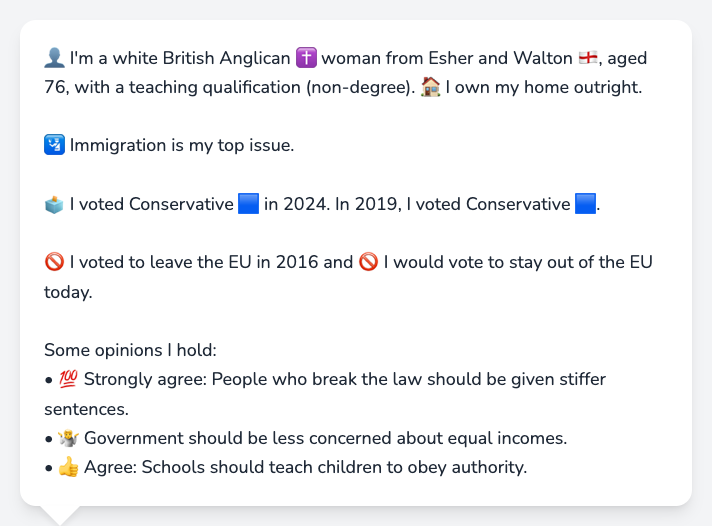 👤 I'm a white British Anglican ✝️ woman from Esher and Walton 🏴󠁧󠁢󠁥󠁮󠁧󠁿, aged
76, with a teaching qualification (non-degree). 🏠 I own my home outright.
🛂 Immigration is my top issue.
🗳️ I voted Conservative 🟦 in 2024. In 2019, I voted Conservative 🟦.
🚫 I voted to leave the EU in 2016 and 🚫 I would vote to stay out of the EU
today.
Some opinions I hold:
• 💯 Strongly agree: People who break the law should be given stiffer
sentences.
• 🤷 Government should be less concerned about equal incomes.
• 👍 Agree: Schools should teach children to obey authority.